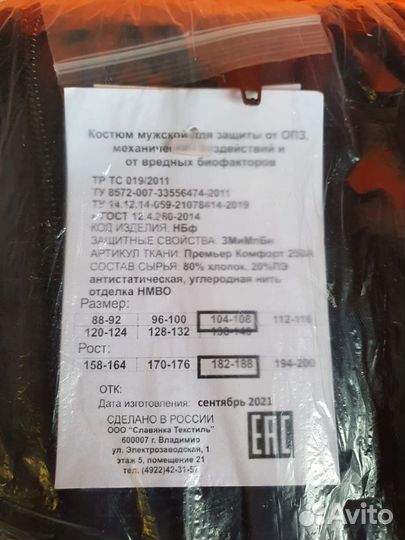 Костюм мужской для защиты от ОПЗ,
механических воздействий и
от вредных биофакторов
ТР ТС 019/2011
ТУ 8572-007-33556474-2011
ТУ 14.12.14-059-21078414-2019
ГОСТ 12.4.280-2014
КОД ИЗДЕЛИЯ: НБф
ЗАЩИТНЫЕ СВОЙСТВА: ЗМиМпБн
АРТИКУЛ ТКАНИ: Премьер Комфорт 250А
СОСТАВ СЫРЬЯ: 80% хлопок, 20%ПЭ
антистатическая, углеродная нить
отделка НМВО
Размер:
88-92 96-100 104-108 112-116
120-124 128-132
Рост:
158-164 170-176 182-188 194-200
ОТК:
Дата изготовления: сентябрь 2021
СДЕЛАНО В РОССИИ
ООО "Славянка Текстиль"
600007 г. Владимир
ул. Электрозаводская, 1
этаж 5, помещение 21
тел. (4922)42-31-57
EAC
Avito